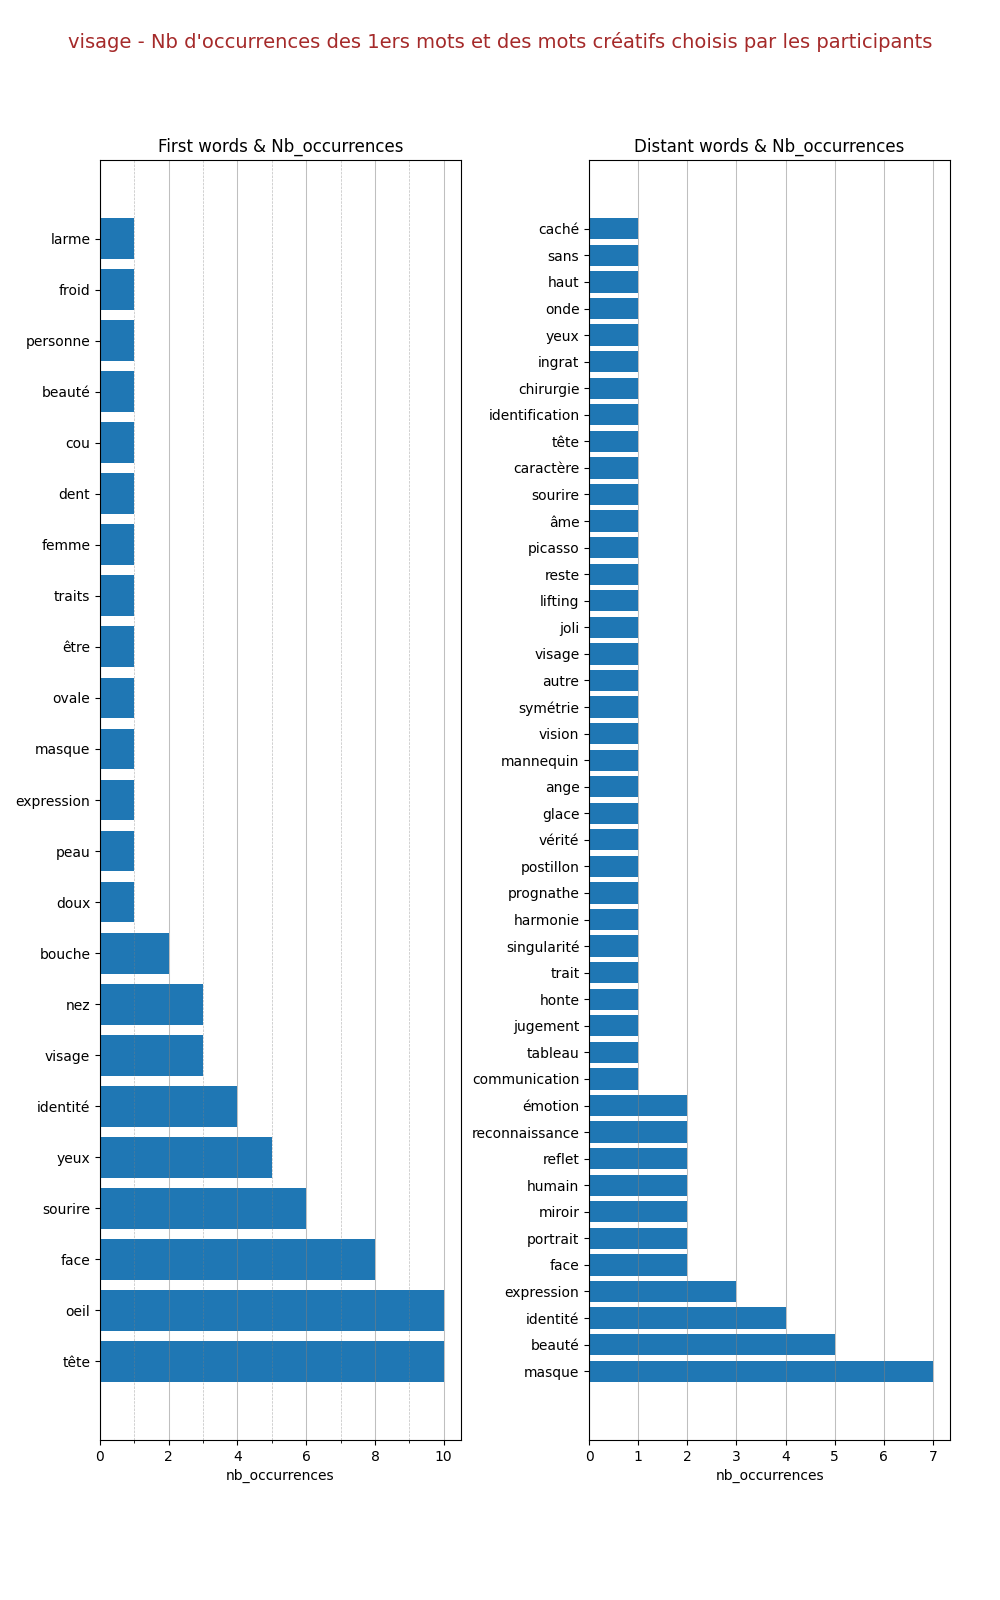 visage - Nb d'occurrences des 1ers mots et des mots créatifs choisis par les participants
First words & Nb_occurrences
larme
froid
personne
beauté
cou
dent
femme
traits
être
ovale
masque
expression
peau
doux
bouche
nez
visage
identité
yeux
sourire
face
oeil
tête
0 2 4 6 8 10
nb_occurrences
Distant words & Nb_occurrences
caché
sans
haut
onde
yeux
ingrat
chirurgie
identification
tête
caractère
sourire
âme
picasso
reste
lifting
joli
visage
autre
symétrie
vision
mannequin
ange
glace
vérité
postillon
prognathe
harmonie
singularité
trait
honte
jugement
tableau
communication
émotion
reconnaissance
reflet
humain
miroir
portrait
face
expression
identité
beauté
masque
0 1 2 3 4 5 6 7
nb_occurrences